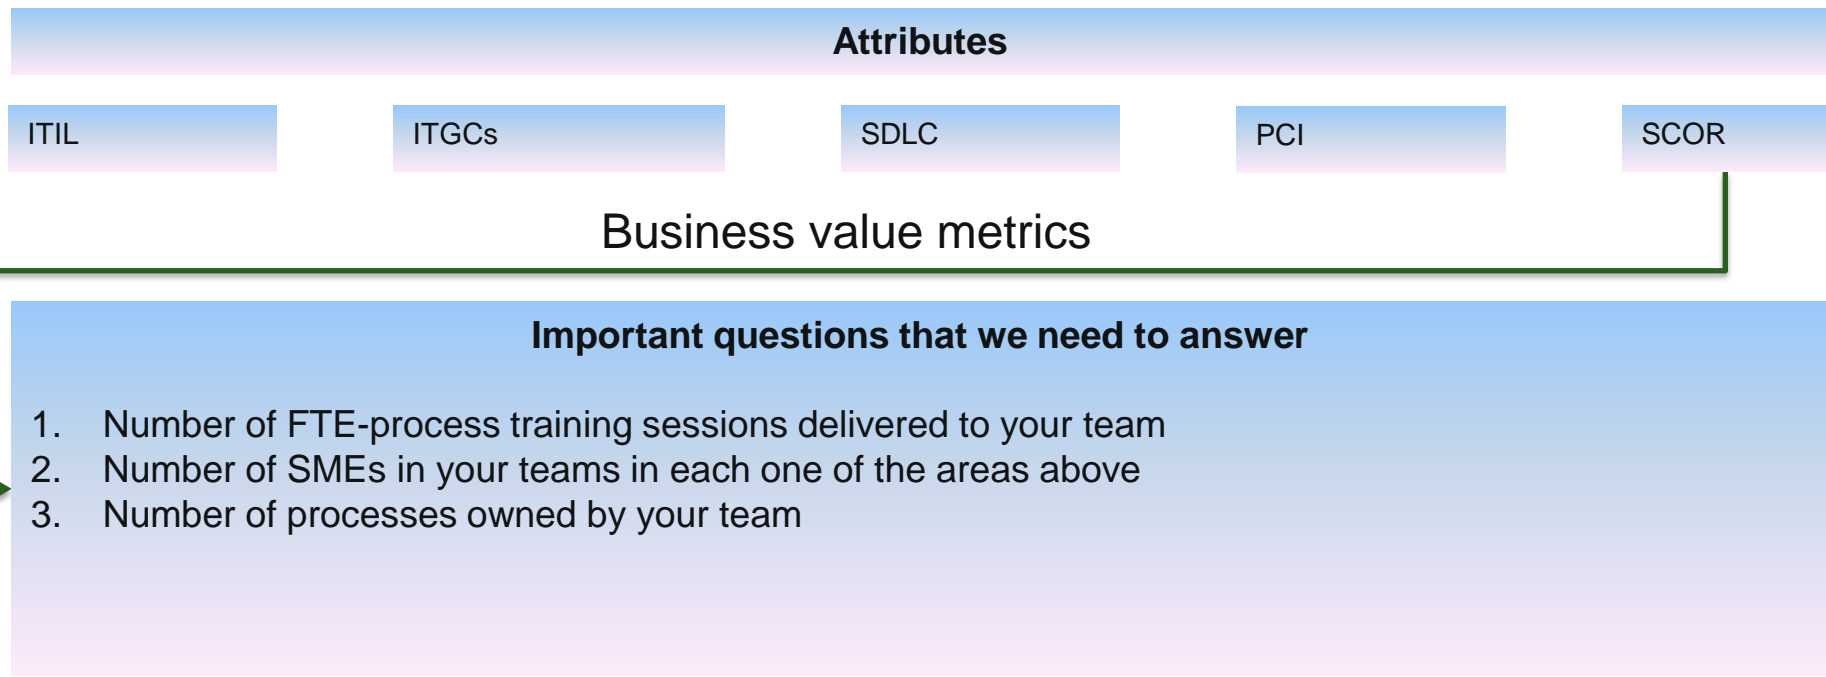 Attributes
ITIL
ITGCs
SDLC
PCI
SCOR
Business value metrics
Important questions that we need to answer
1. Number of FTE-process training sessions delivered to your team
2. Number of SMEs in your teams in each one of the areas above
3. Number of processes owned by your team